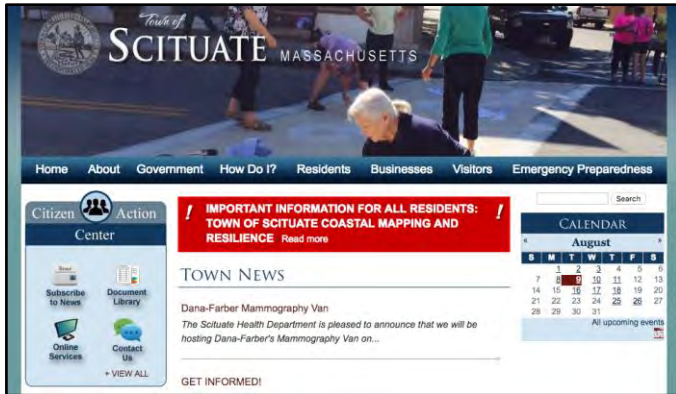 Town of
SCITUATE MASSACHUSETTS
Home About Government How Do I? Residents Businesses Visitors Emergency Preparedness
Citizen Action
Center
Subscribe
to News
Document
Library
Online
Services
Contact
Us
+ VIEW ALL
! IMPORTANT INFORMATION FOR ALL RESIDENTS: !
TOWN OF SCITUATE COASTAL MAPPING AND
RESILIENCE Read more
TOWN NEWS
Dana-Farber Mammography Van
The Scituate Health Department is pleased to announce that we will be
hosting Dana-Farber's Mammography Van on...
GET INFORMED!
Search
CALENDAR
« August »
S M T W T F S
1 2 3 4 5 6
7 8 9 10 11 12 13
14 15 16 17 18 19 20
21 22 23 24 25 26 27
28 29 30 31
All upcoming events